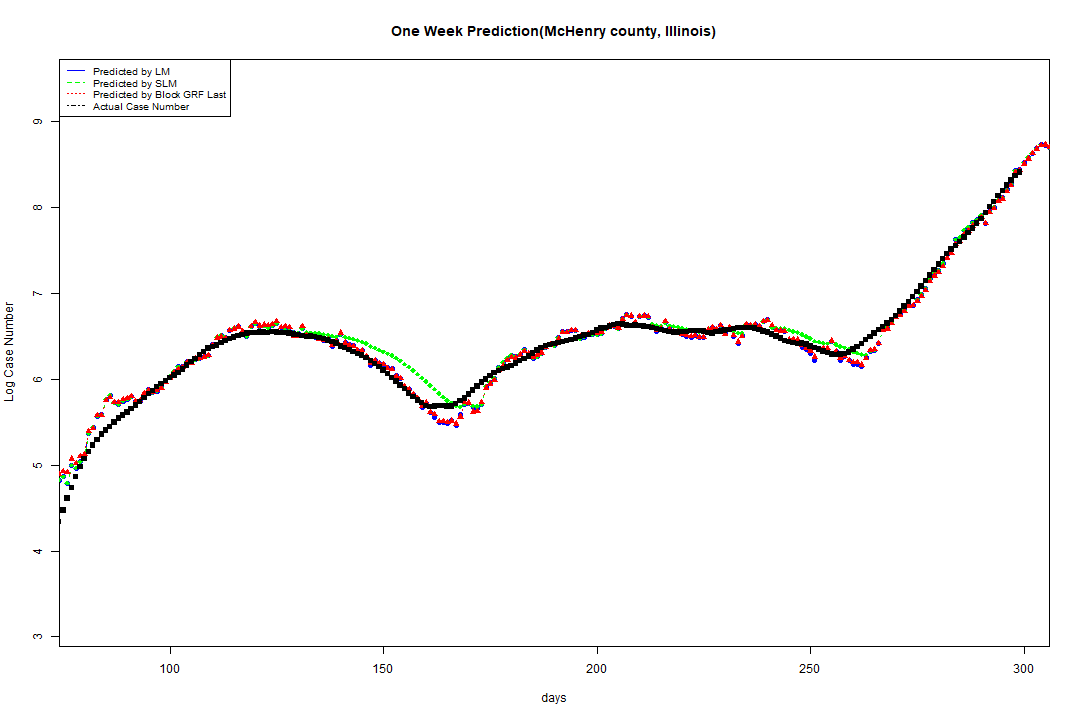 One Week Prediction(McHenry county, Illinois)
Predicted by LM
Predicted by SLM
Predicted by Block GRF Last
Actual Case Number
Log Case Number
9
8
7
6
5
4
3
100 150 200 250 300
days